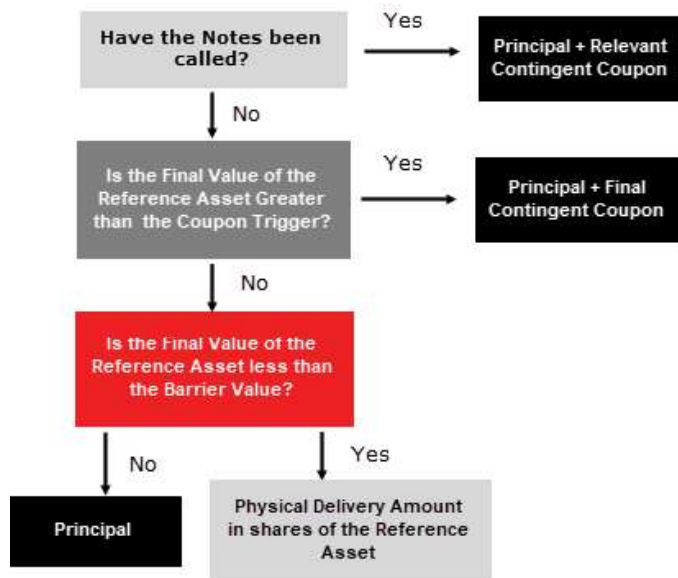 Have the Notes been
called?
Yes
Principal + Relevant
Contingent Coupon
No
Is the Final Value of the
Reference Asset Greater
than the Coupon Trigger?
Yes
Principal + Final
Contingent Coupon
No
Is the Final Value of the
Reference Asset less than
the Barrier Value?
No
Yes
Principal
Physical Delivery Amount
in shares of the Reference
Asset